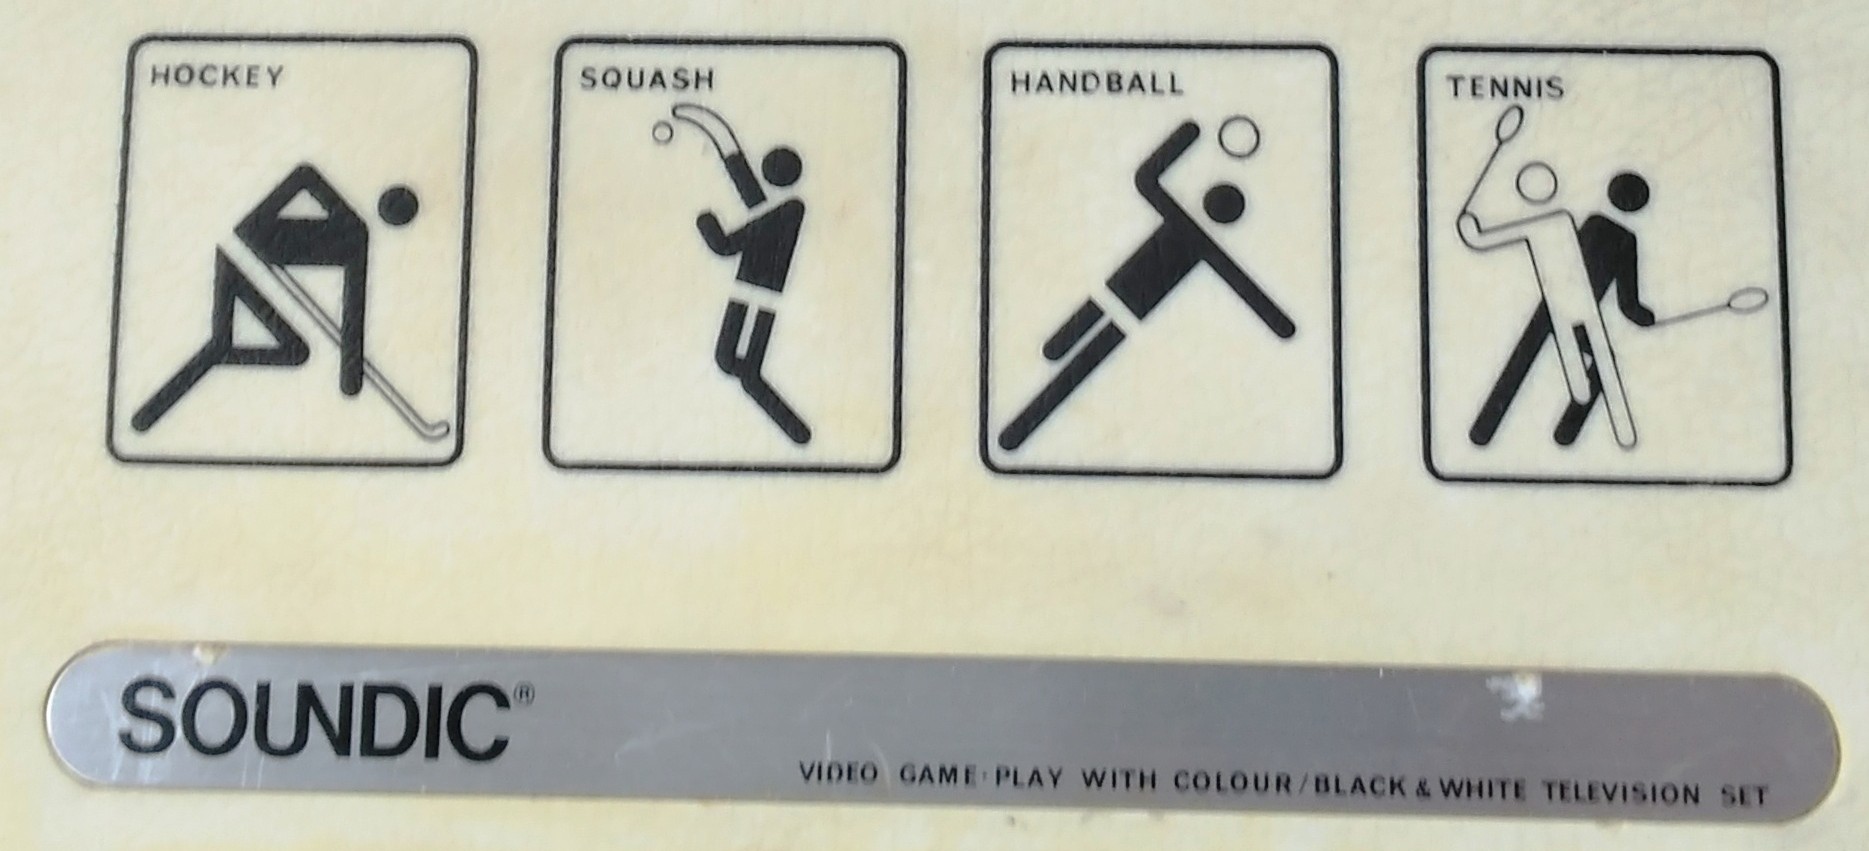 HOCKEY
SQUASH
HANDBALL
TENNIS
SOUNDIC®
VIDEO GAME: PLAY WITH COLOUR/BLACK & WHITE TELEVISION SET